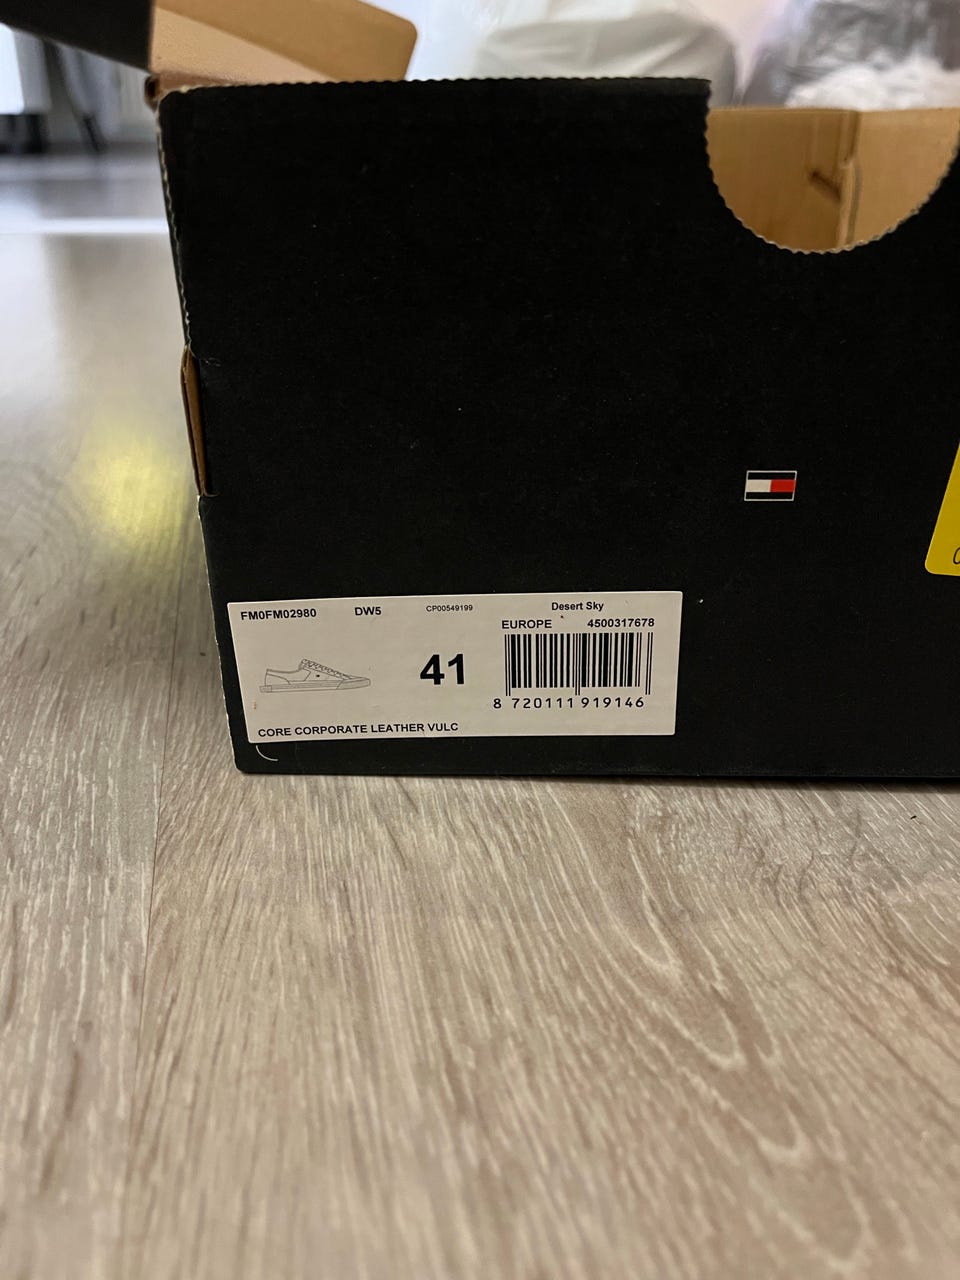 FM0FM02980 DW5 CP00549199 Desert Sky
EUROPE 4500317678
41
8 720111 919146
CORE CORPORATE LEATHER VULC